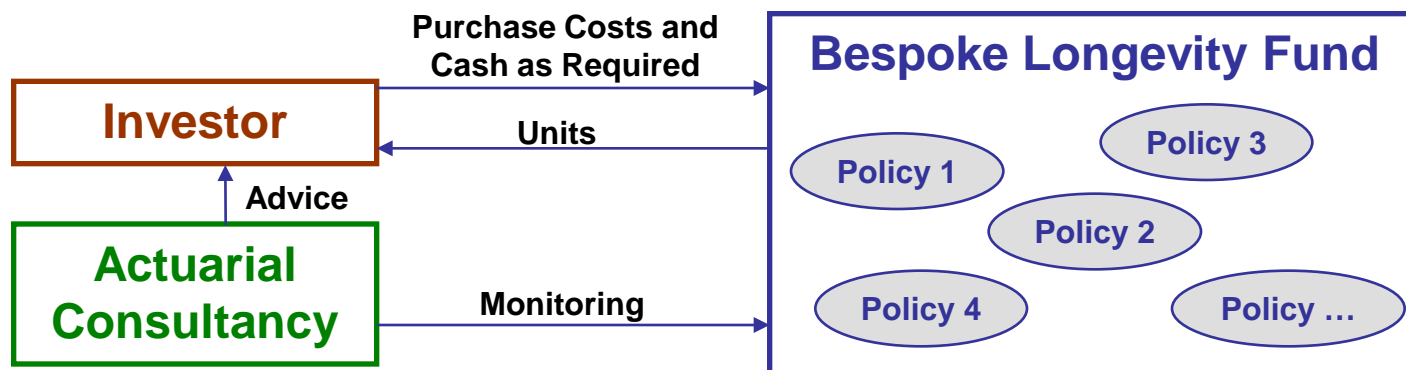 Purchase Costs and
Cash as Required
Bespoke Longevity Fund
Investor
Units
Policy 1
Policy 3
Advice
Policy 2
Actuarial
Consultancy
Monitoring
Policy 4
Policy …